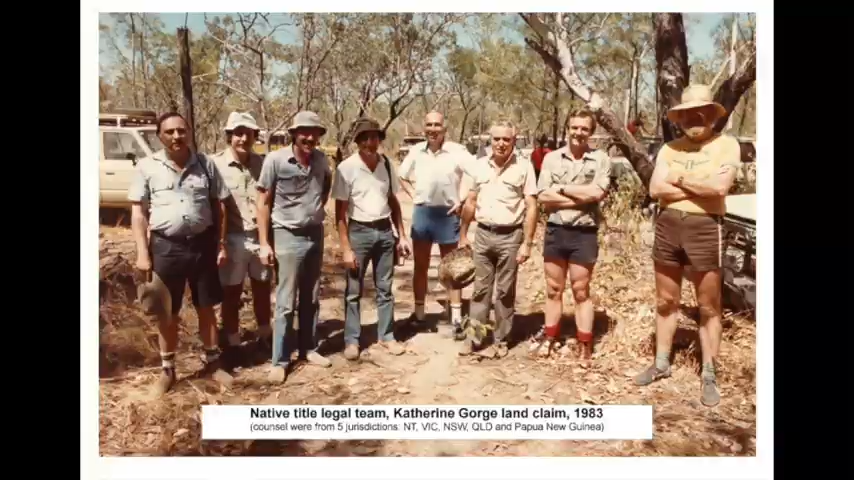 Native title legal team, Katherine Gorge land claim, 1983
(counsel were from 5 jurisdictions: NT, VIC, NSW, QLD and Papua New Guinea)